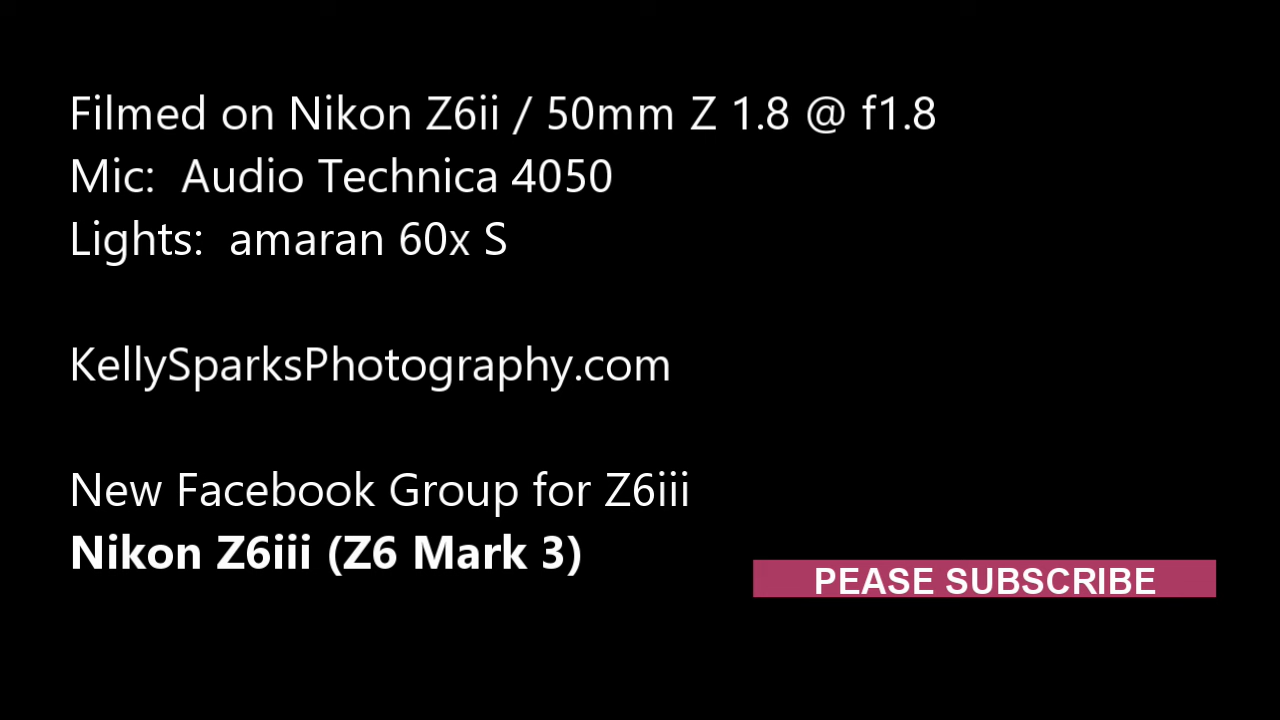 Filmed on Nikon Z6ii / 50mm Z 1.8 @ f1.8
Mic:  Audio Technica 4050
Lights:  amaran 60x S
KellySparksPhotography.com
New Facebook Group for Z6iii
Nikon Z6iii (Z6 Mark 3)
PEASE SUBSCRIBE